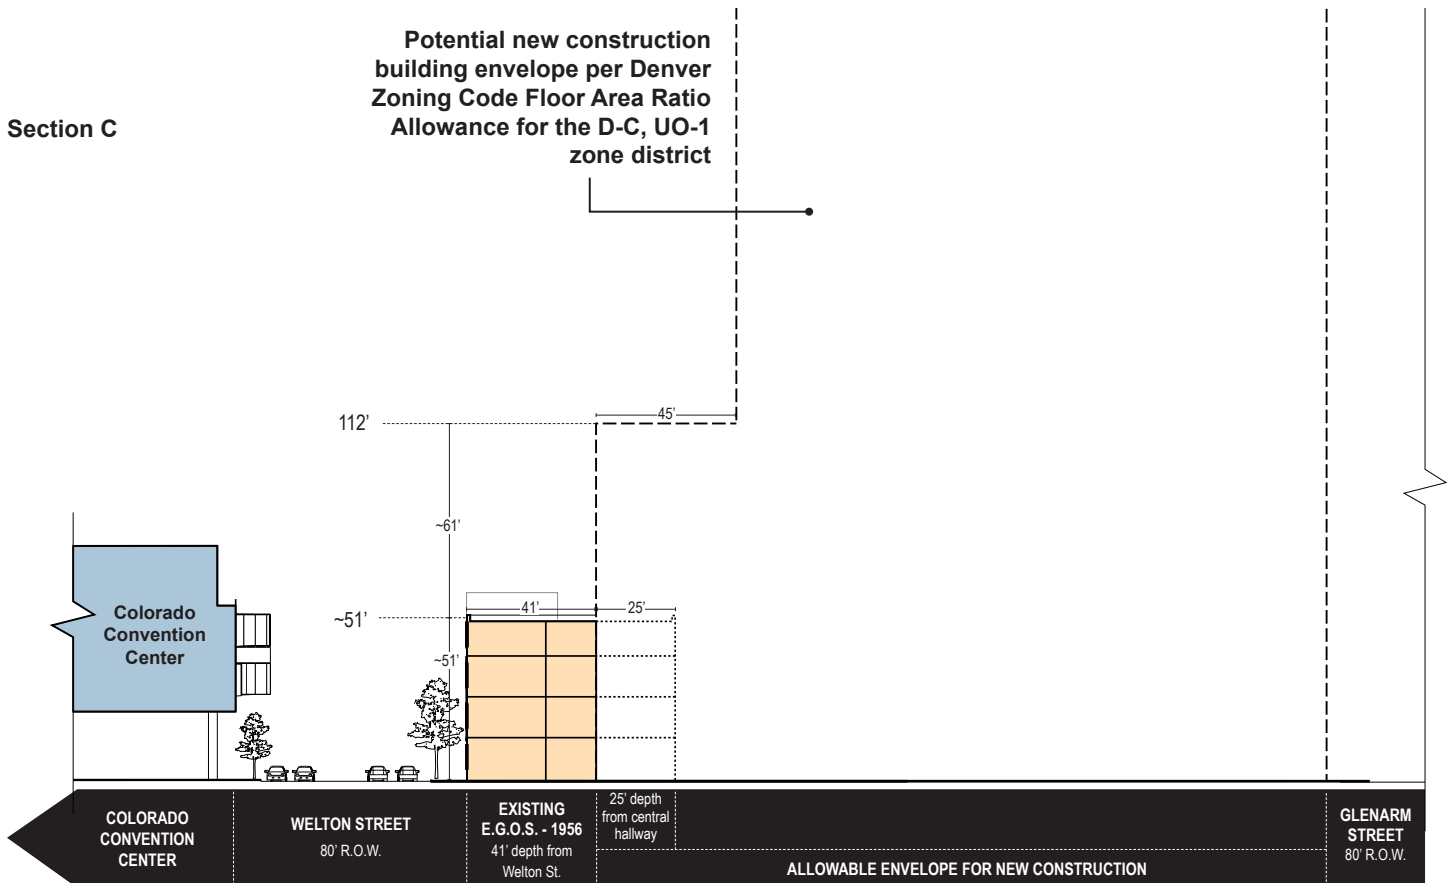 Section C
Potential new construction
building envelope per Denver
Zoning Code Floor Area Ratio
Allowance for the D-C, UO-1
zone district
45’
112’
~61’
41’
25’
~51’
~51’
Colorado
Convention
Center
COLORADO
CONVENTION
CENTER
WELTON STREET
80’ R.O.W.
EXISTING
E.G.O.S. - 1956
41’ depth from
Welton St.
25’ depth
from central
hallway
ALLOWABLE ENVELOPE FOR NEW CONSTRUCTION
GLENARM
STREET
80’ R.O.W.